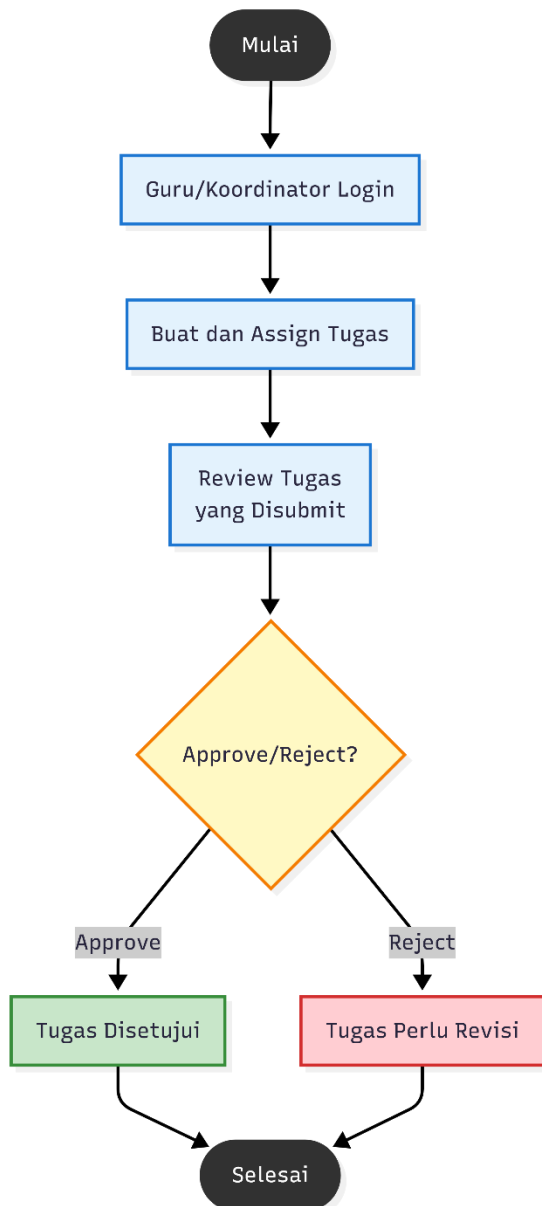 Mulai
Guru/Koordinator Login
Buat dan Assign Tugas
Review Tugas
yang Disubmit
Approve/Reject?
Approve
Reject
Tugas Disetujui
Tugas Perlu Revisi
Selesai